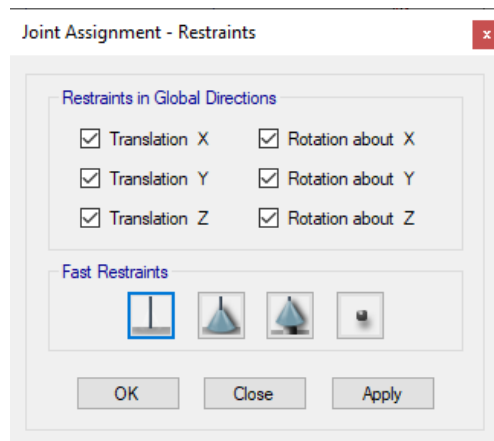 Joint Assignment - Restraints
x
Restraints in Global Directions
Translation X
Rotation about X
Translation Y
Rotation about Y
Translation Z
Rotation about Z
Fast Restraints
OK
Close
Apply